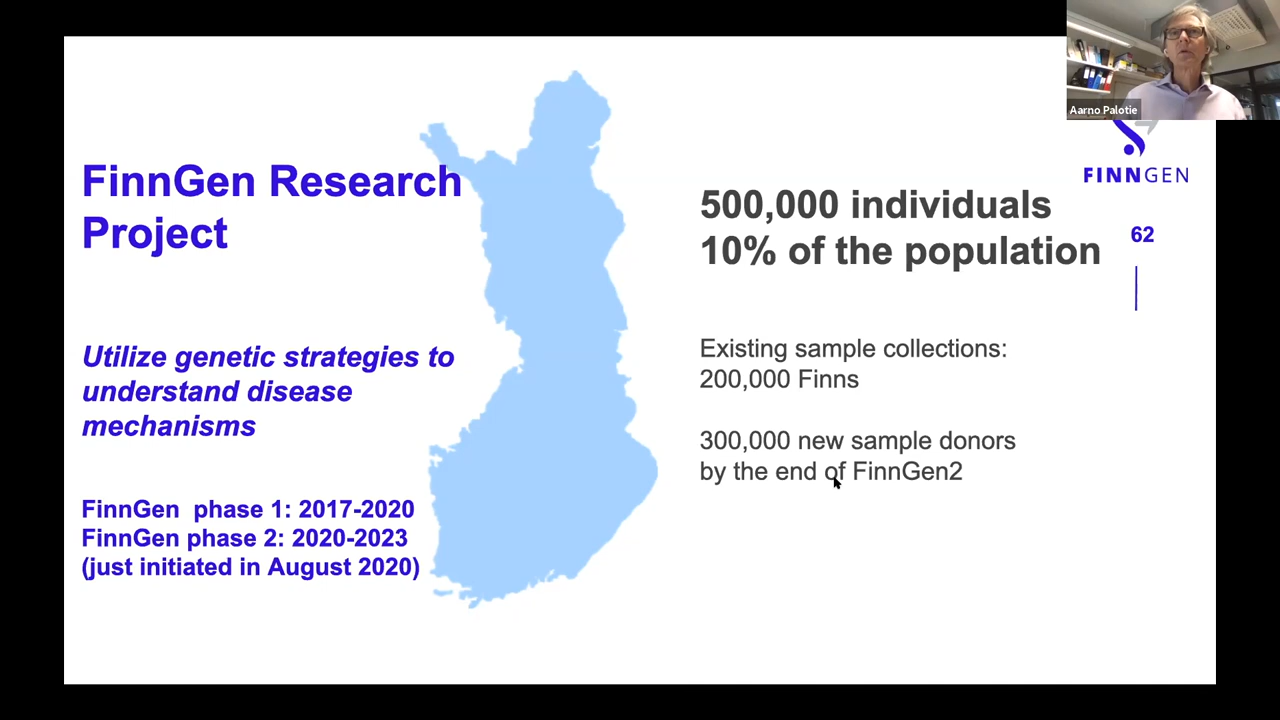 Aarno Palotie
FINNGEN
62
FinnGen Research
Project
Utilize genetic strategies to
understand disease
mechanisms
FinnGen phase 1: 2017-2020
FinnGen phase 2: 2020-2023
(just initiated in August 2020)
500,000 individuals
10% of the population
Existing sample collections:
200,000 Finns
300,000 new sample donors
by the end of FinnGen2